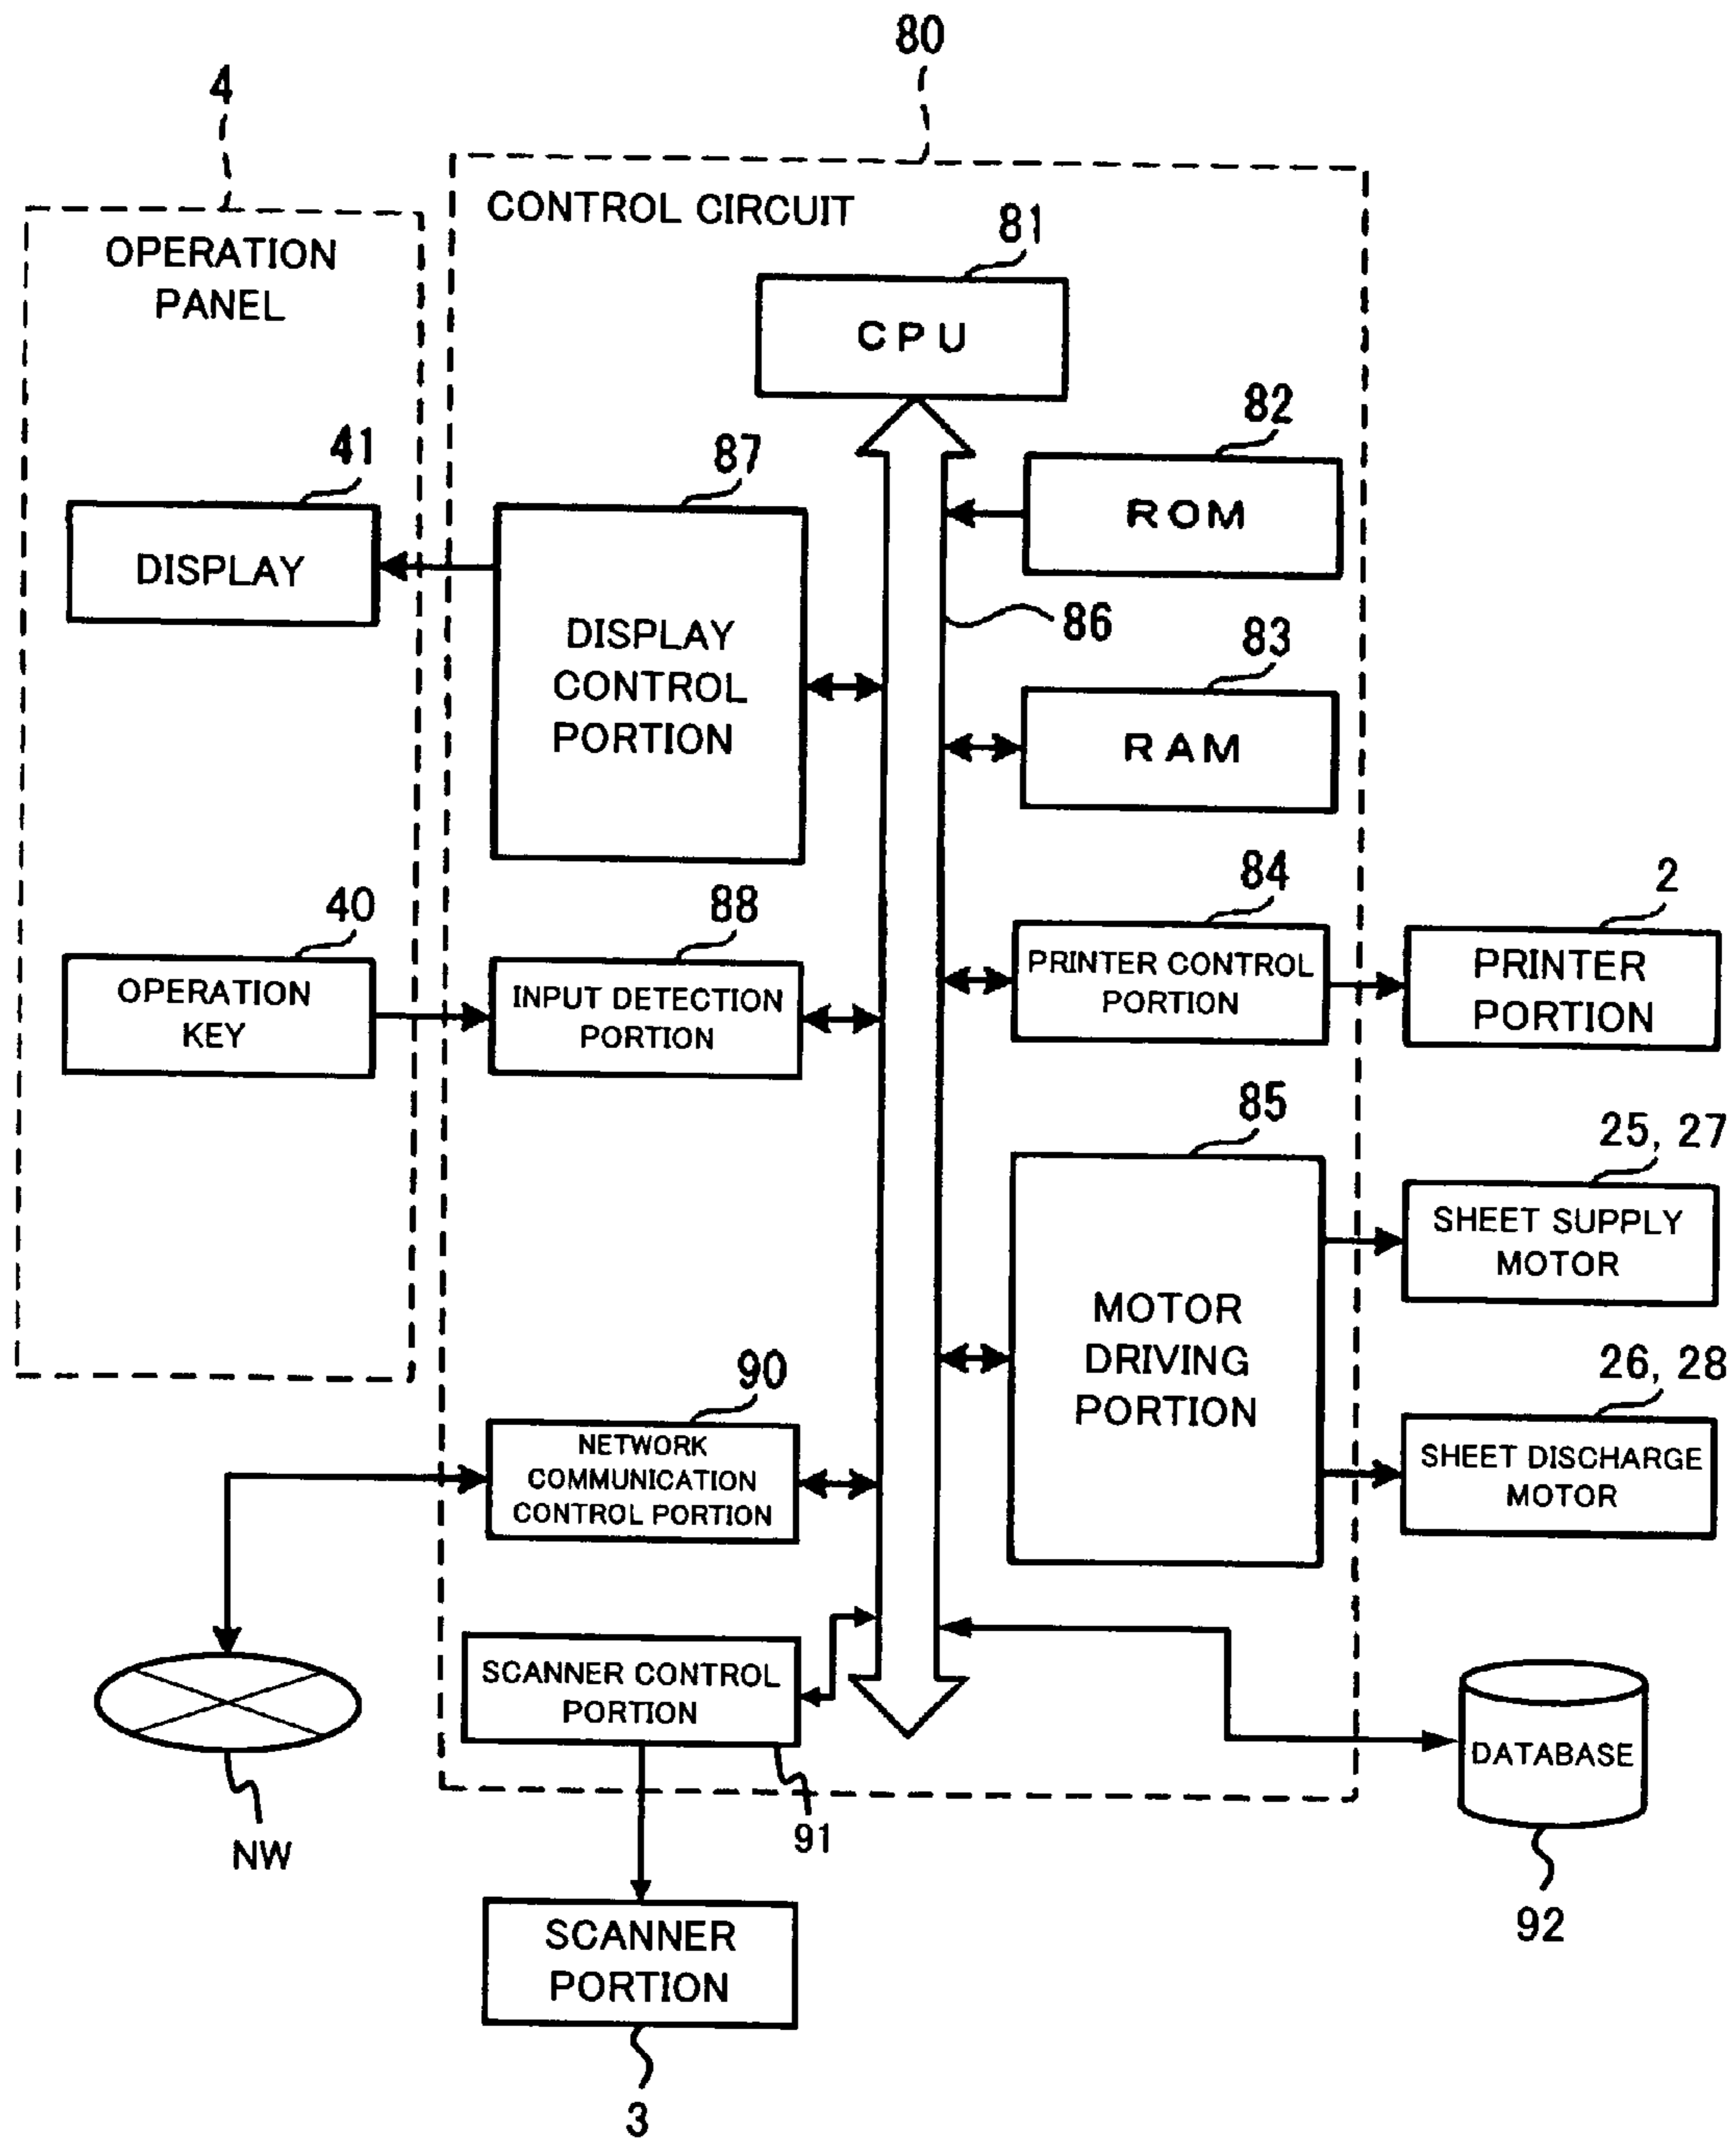 80
4
CONTROL CIRCUIT
OPERATION
PANEL
81
CPU
82
ROM
41
DISPLAY
87
DISPLAY
CONTROL
PORTION
86
83
RAM
40
OPERATION
KEY
88
INPUT DETECTION
PORTION
84
PRINTER CONTROL
PORTION
2
PRINTER
PORTION
85
MOTOR
DRIVING
PORTION
25, 27
SHEET SUPPLY
MOTOR
26, 28
SHEET DISCHARGE
MOTOR
90
NETWORK
COMMUNICATION
CONTROL PORTION
SCANNER CONTROL
PORTION
91
NW
DATABASE
92
SCANNER
PORTION
3